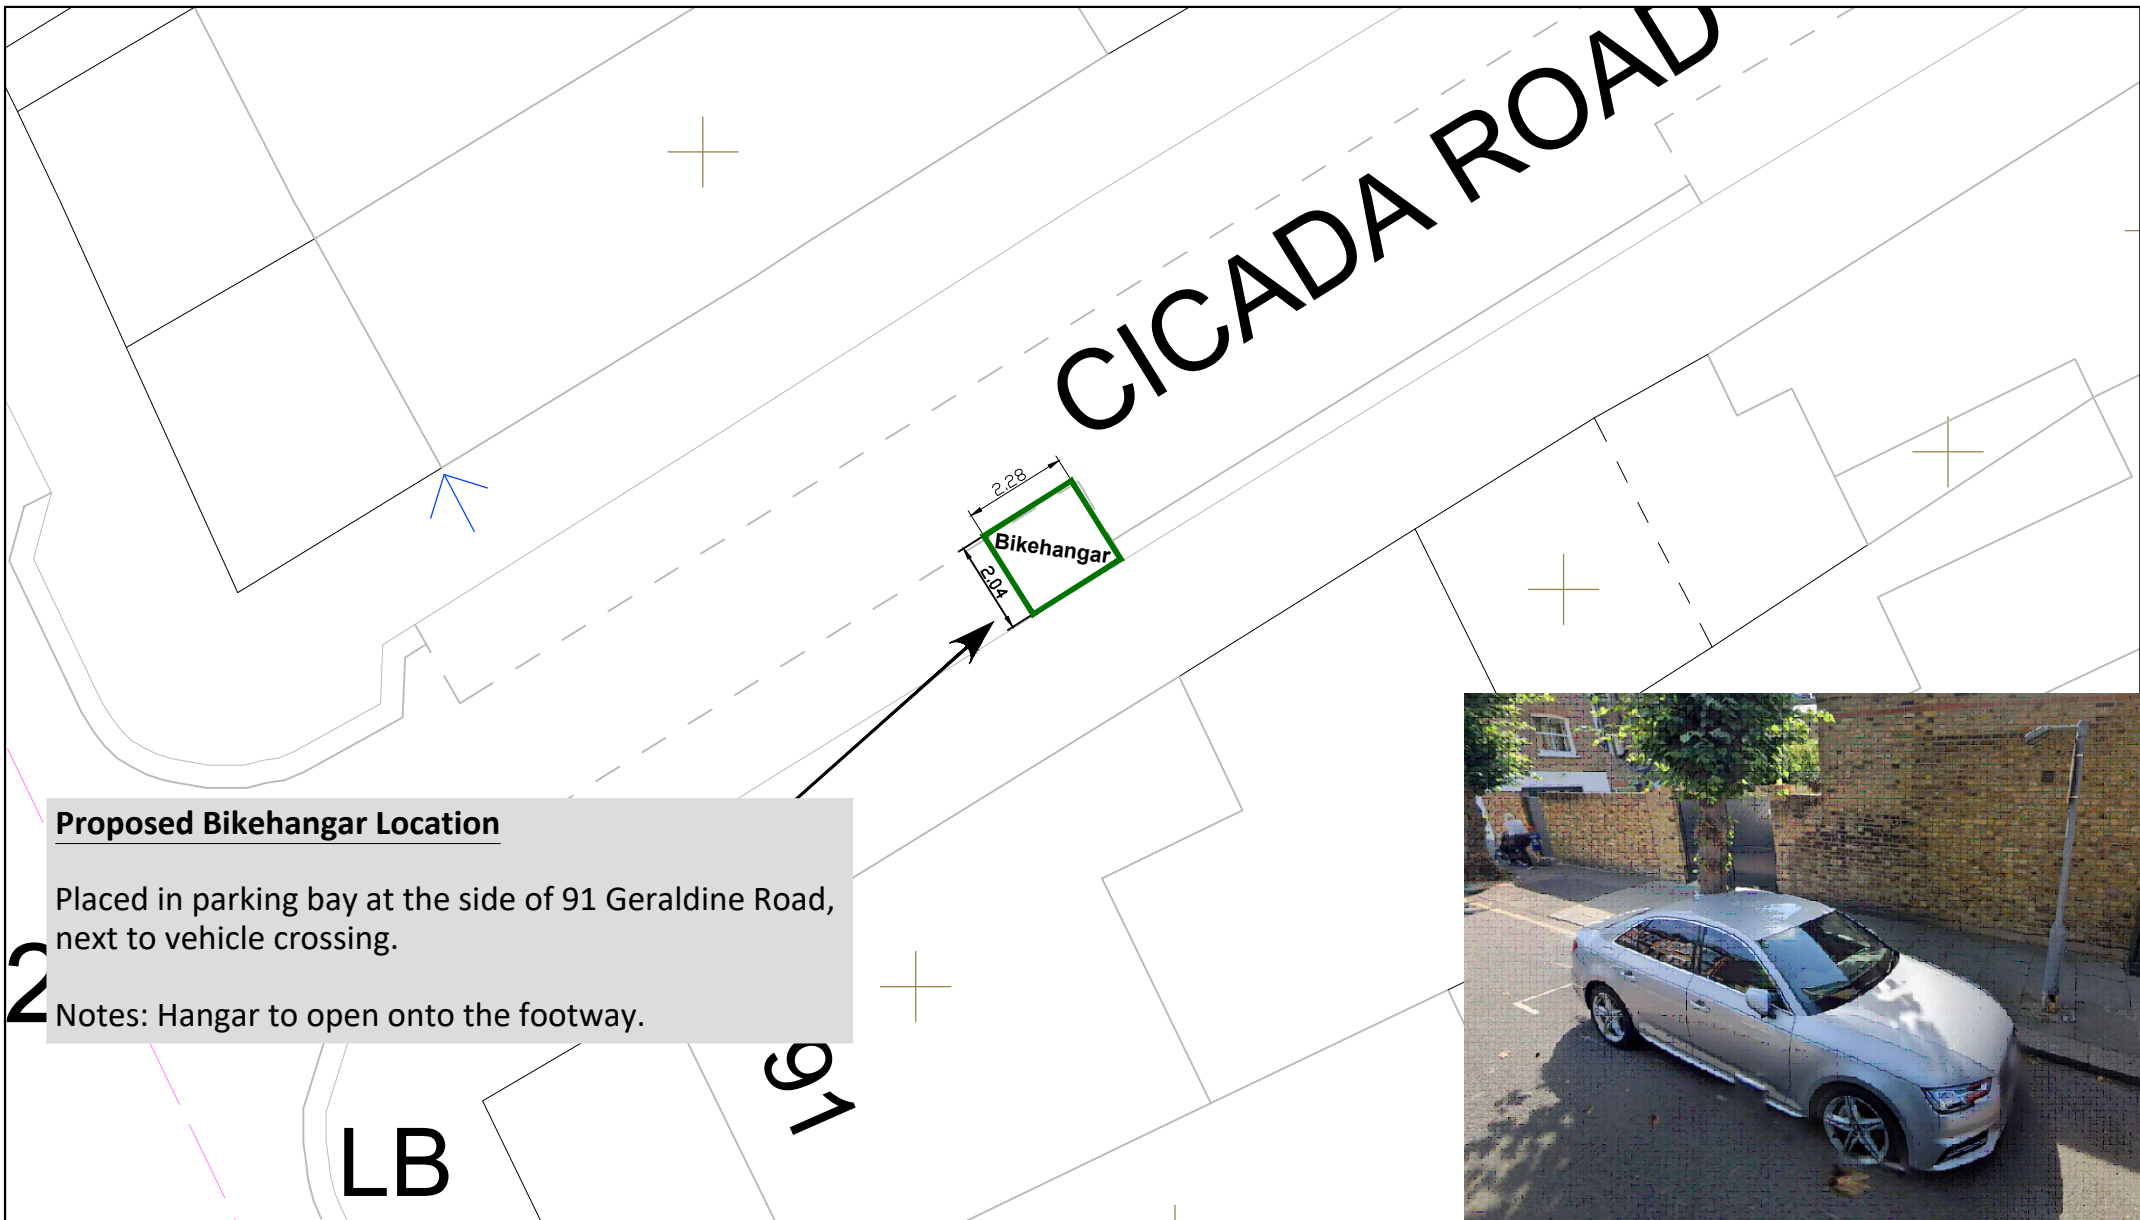 CICADA ROAD
2.28
Bikehangar
2.04
Proposed Bikehangar Location
Placed in parking bay at the side of 91 Geraldine Road,
next to vehicle crossing.
2
Notes: Hangar to open onto the footway.
91
LB